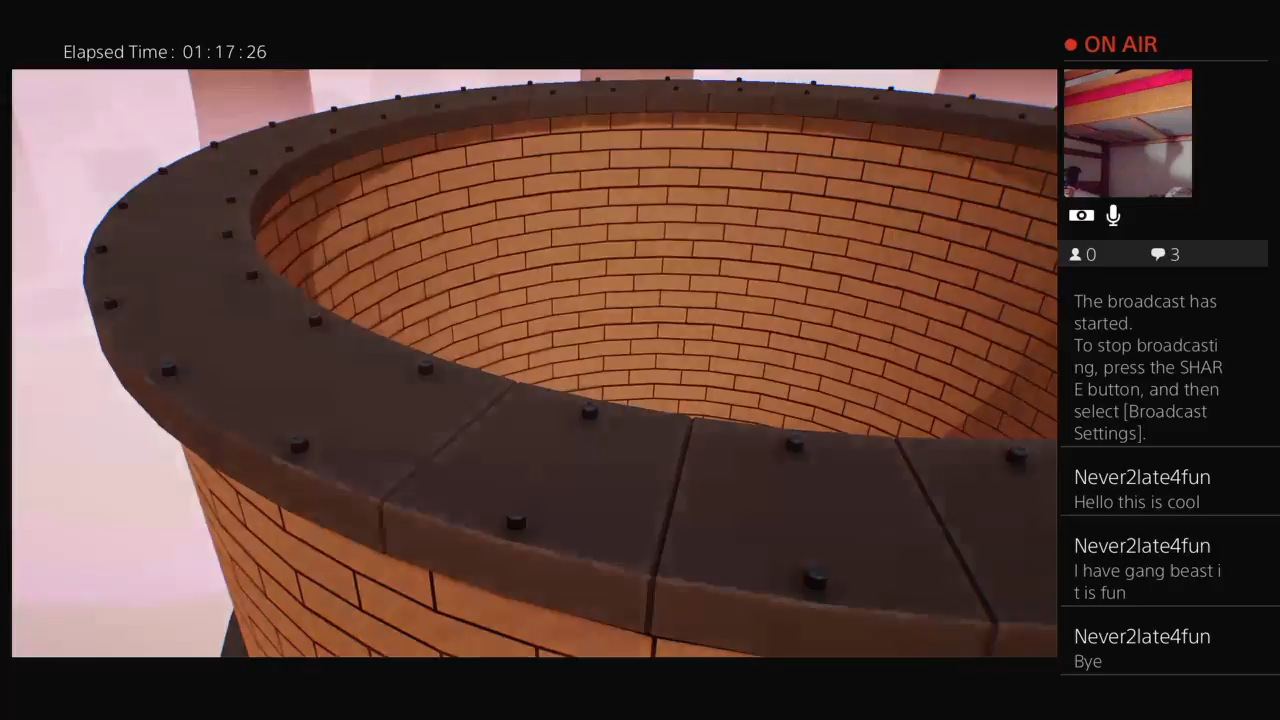 Elapsed Time: 01:17:26
ON AIR
0 3
The broadcast has
started.
To stop broadcasti
ng, press the SHAR
E button, and then
select [Broadcast
Settings].
Never2late4fun
Hello this is cool
Never2late4fun
I have gang beast i
t is fun
Never2late4fun
Bye